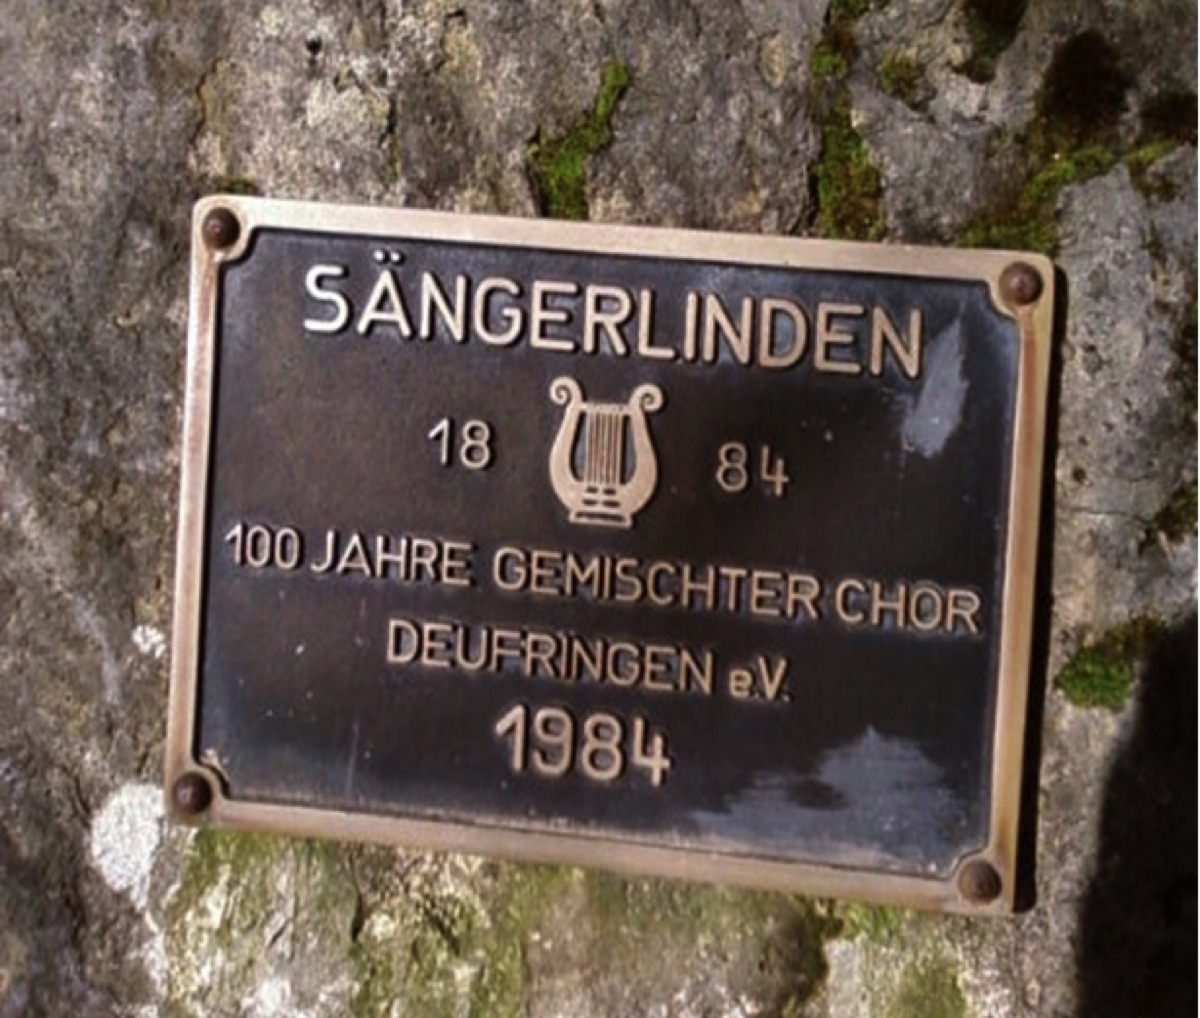 SÄNGERLINDEN
18 84
100 JAHRE GEMISCHTER CHOR
DEUFRINGEN e.V.
1984